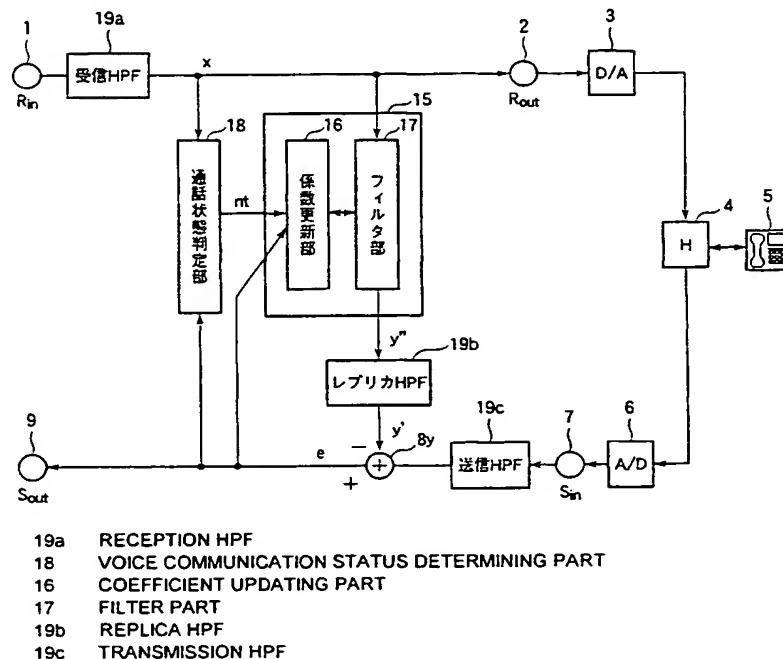 19a
1
受信HPF
Rin
x
2
Rout
3
D/A
15
18
16
17
通話状態判定部
nt
係数更新部
フィルタ部
4
H
5
y"
19b
レプリカHPF
y'
9
Sout
e
−
+
8y
+
19c
送信HPF
7
Sin
6
A/D
19a RECEPTION HPF
18 VOICE COMMUNICATION STATUS DETERMINING PART
16 COEFFICIENT UPDATING PART
17 FILTER PART
19b REPLICA HPF
19c TRANSMISSION HPF